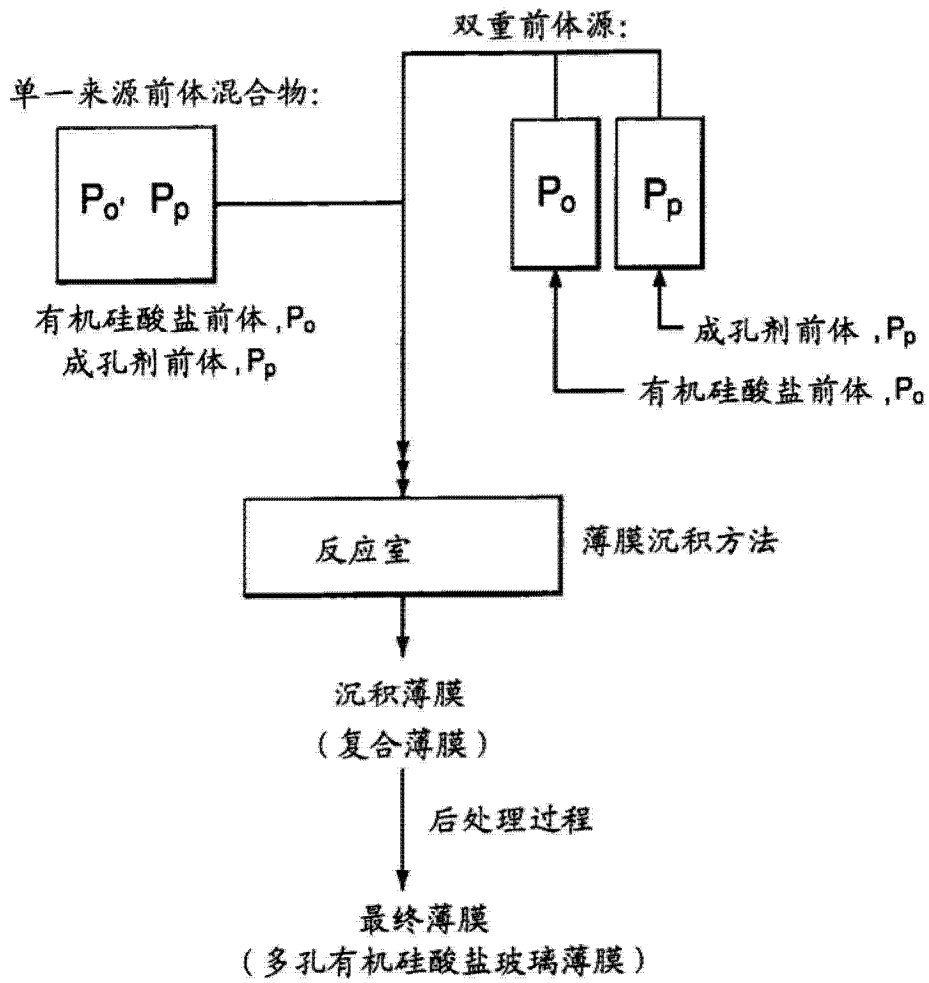 双重前体源:
单一来源前体混合物:
Po, Pp
Po
Pp
有机硅酸盐前体,Po
成孔剂前体,Pp
成孔剂前体,Pp
有机硅酸盐前体,Po
反应室
薄膜沉积方法
沉积薄膜
(复合薄膜)
后处理过程
最终薄膜
(多孔有机硅酸盐玻璃薄膜)